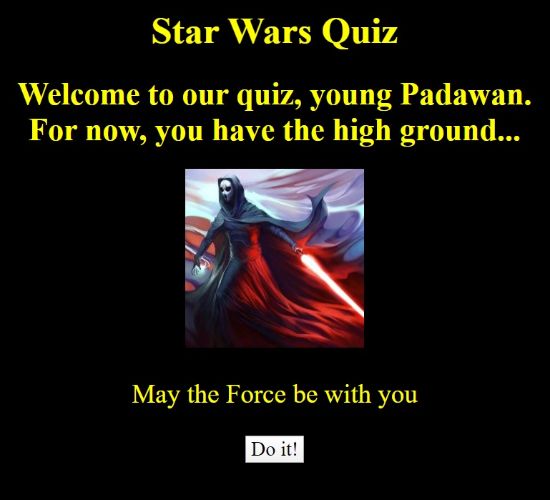 Star Wars Quiz
Welcome to our quiz, young Padawan.
For now, you have the high ground...
May the Force be with you
Do it!